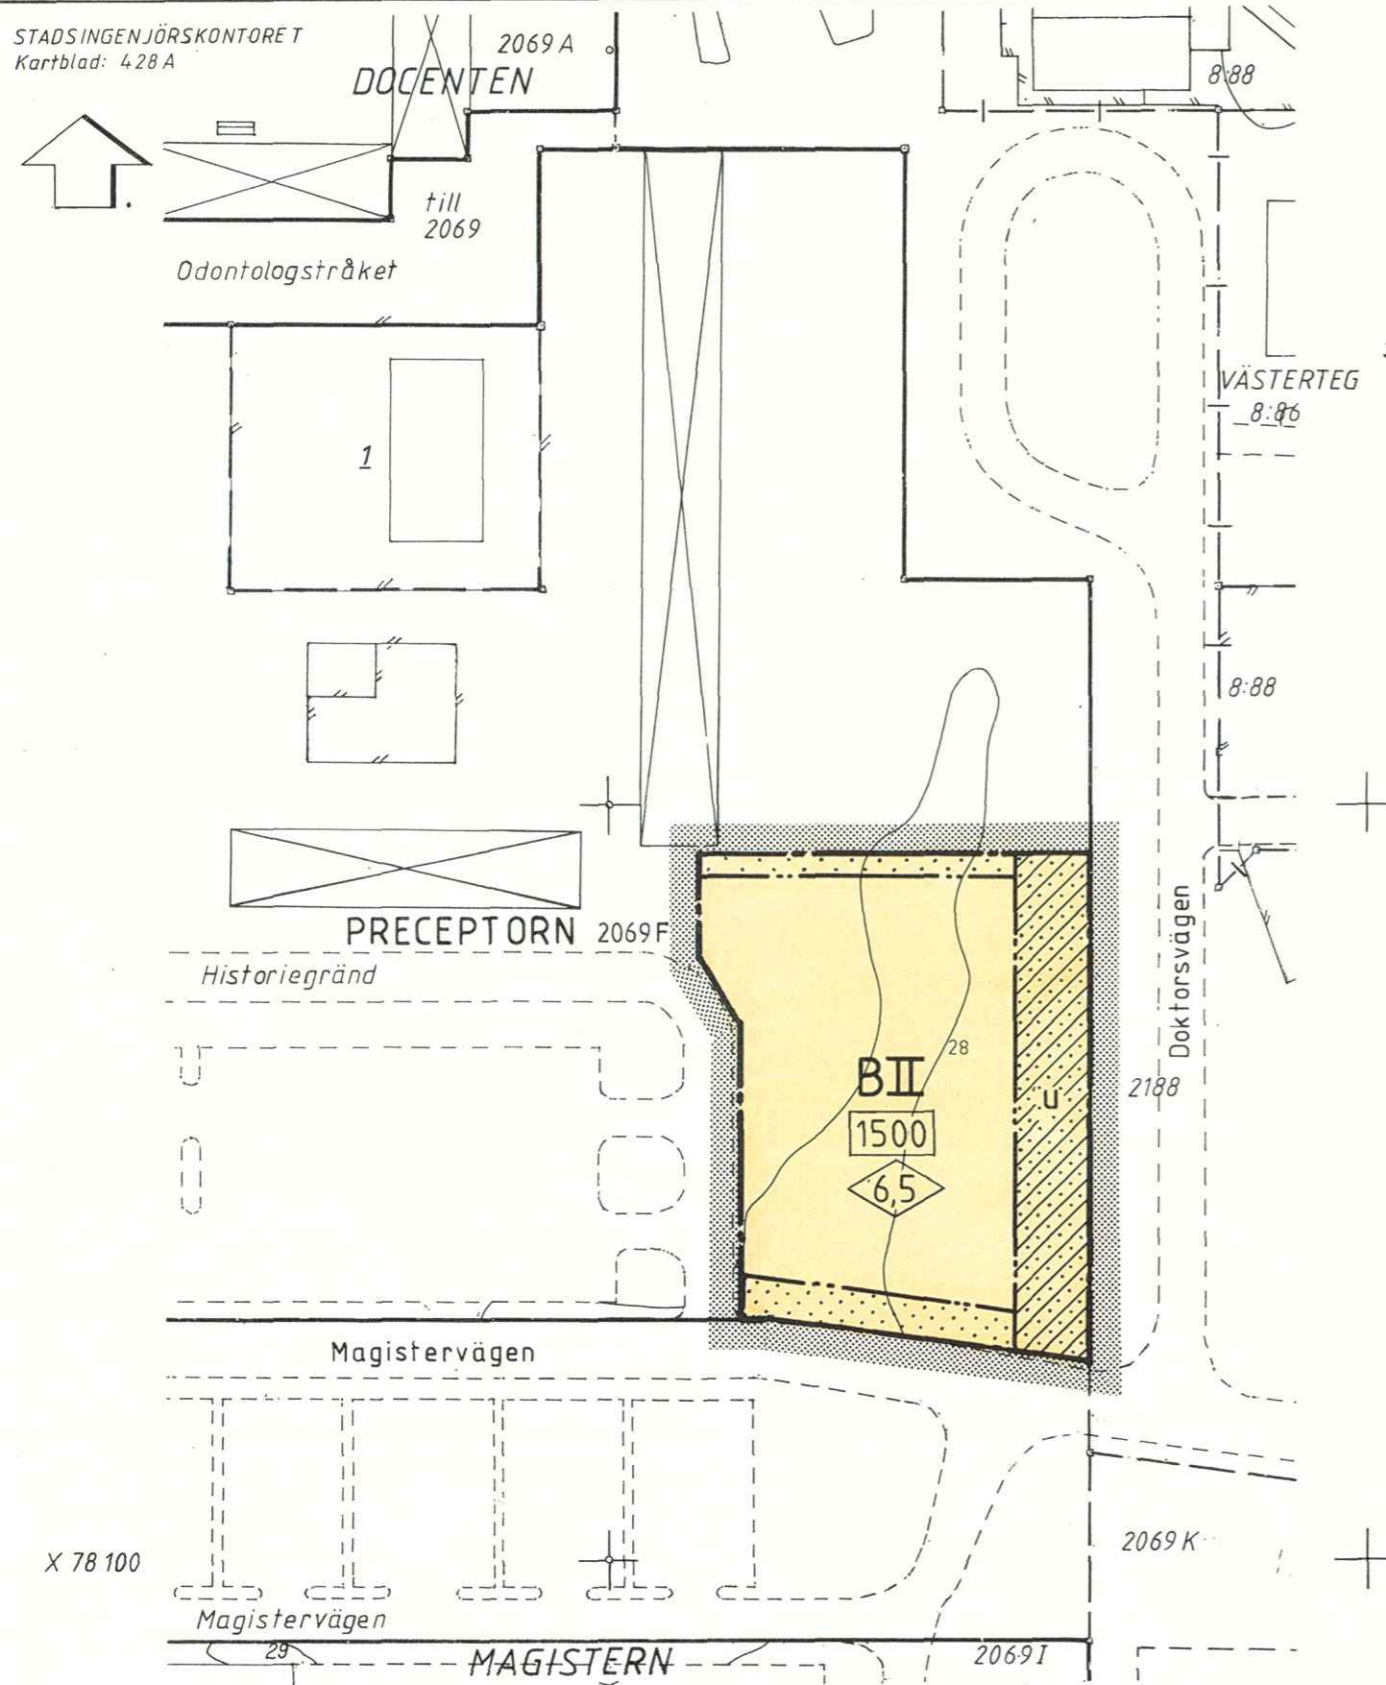 STADSINGENJÖRSKONTORET
Kartblad: 428 A
2069 A
DOCENTEN
8:88
till
2069
Odontologstråket
VÄSTERTEG
8:86
1
8:88
PRECEPTORN 2069 F
Historiegränd
Doktorsvägen
28
BII
u
2188
1500
6,5
Magistervägen
X 78 100
2069 K
Magistervägen
29
MAGISTERN
2069 I